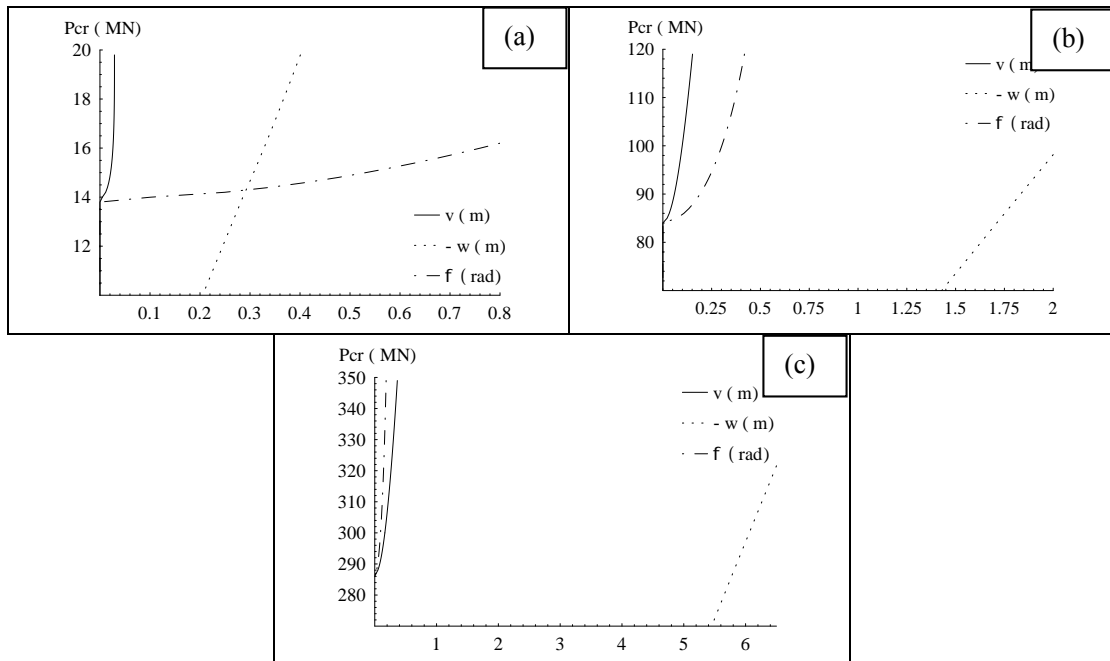 Pcr ( MN)
(a)
20
18
16
14
12
v ( m)
- w ( m)
f ( rad)
0.1 0.2 0.3 0.4 0.5 0.6 0.7 0.8
Pcr ( MN)
(b)
120
110
100
90
80
v ( m)
- w ( m)
f ( rad)
0.25 0.5 0.75 1 1.25 1.5 1.75 2
Pcr ( MN)
(c)
350
340
330
320
310
300
290
280
v ( m)
- w ( m)
f ( rad)
1 2 3 4 5 6